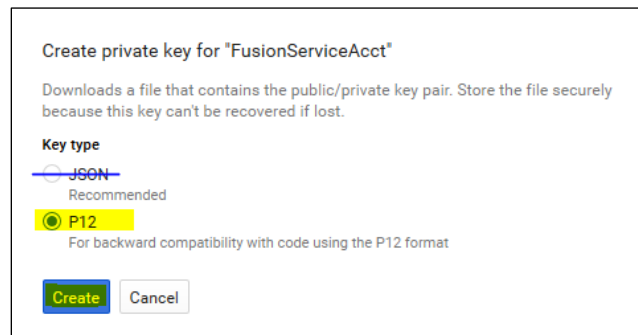 Create private key for "FusionServiceAcct"
Downloads a file that contains the public/private key pair. Store the file securely
because this key can't be recovered if lost.
Key type
JSON
Recommended
P12
For backward compatibility with code using the P12 format
Create Cancel